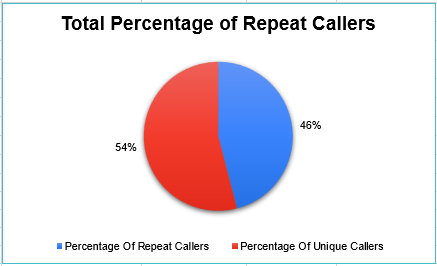 Total Percentage of Repeat Callers
46%
54%
Percentage Of Repeat Callers
Percentage Of Unique Callers